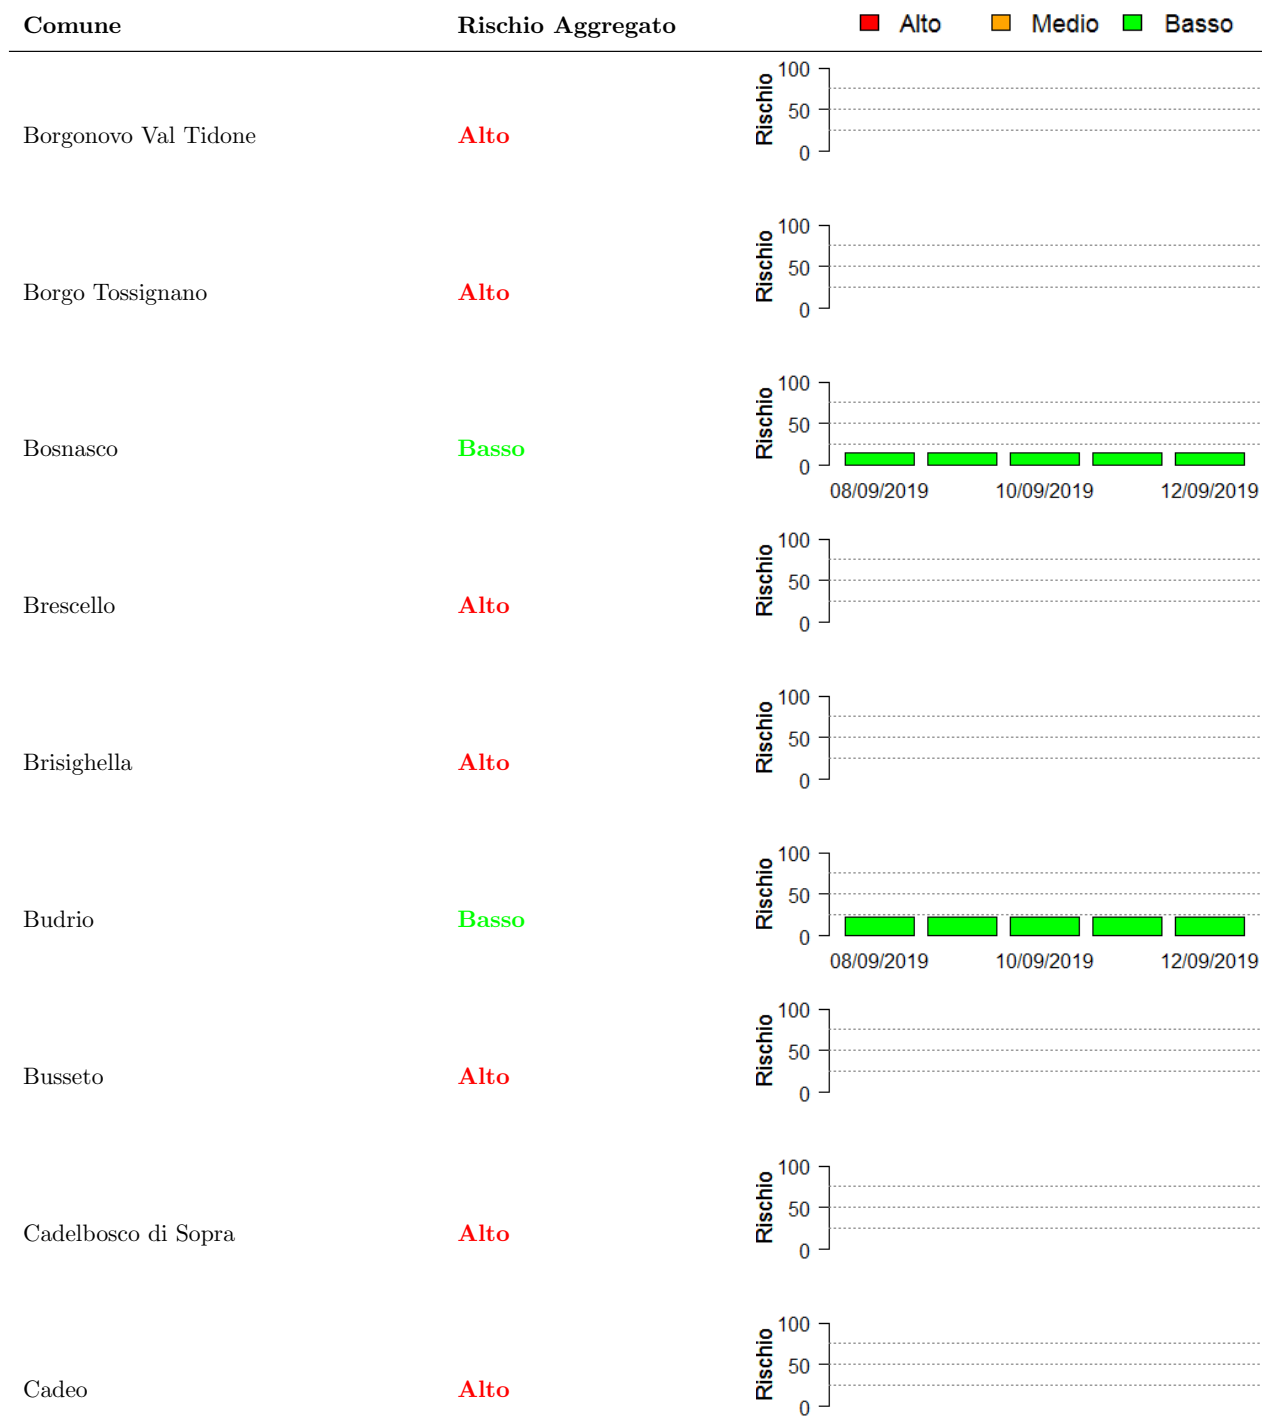 Comune Rischio Aggregato Alto Medio Basso
Borgonovo Val Tidone Alto Rischio 100 50 0
Borgo Tossignano Alto Rischio 100 50 0
Bosnasco Basso Rischio 100 50 0
08/09/2019 10/09/2019 12/09/2019
Brescello Alto Rischio 100 50 0
Brisighella Alto Rischio 100 50 0
Budrio Basso Rischio 100 50 0
08/09/2019 10/09/2019 12/09/2019
Busseto Alto Rischio 100 50 0
Cadelbosco di Sopra Alto Rischio 100 50 0
Cadeo Alto Rischio 100 50 0